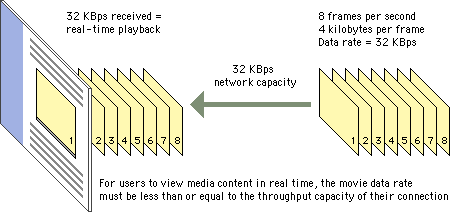 32 KBps received =
real-time playback
8 frames per second
4 kilobytes per frame
Data rate = 32 KBps
32 KBps
network capacity
1 2 3 4 5 6 7 8
1 2 3 4 5 6 7 8
For users to view media content in real time, the movie data rate
must be less than or equal to the throughput capacity of their connection